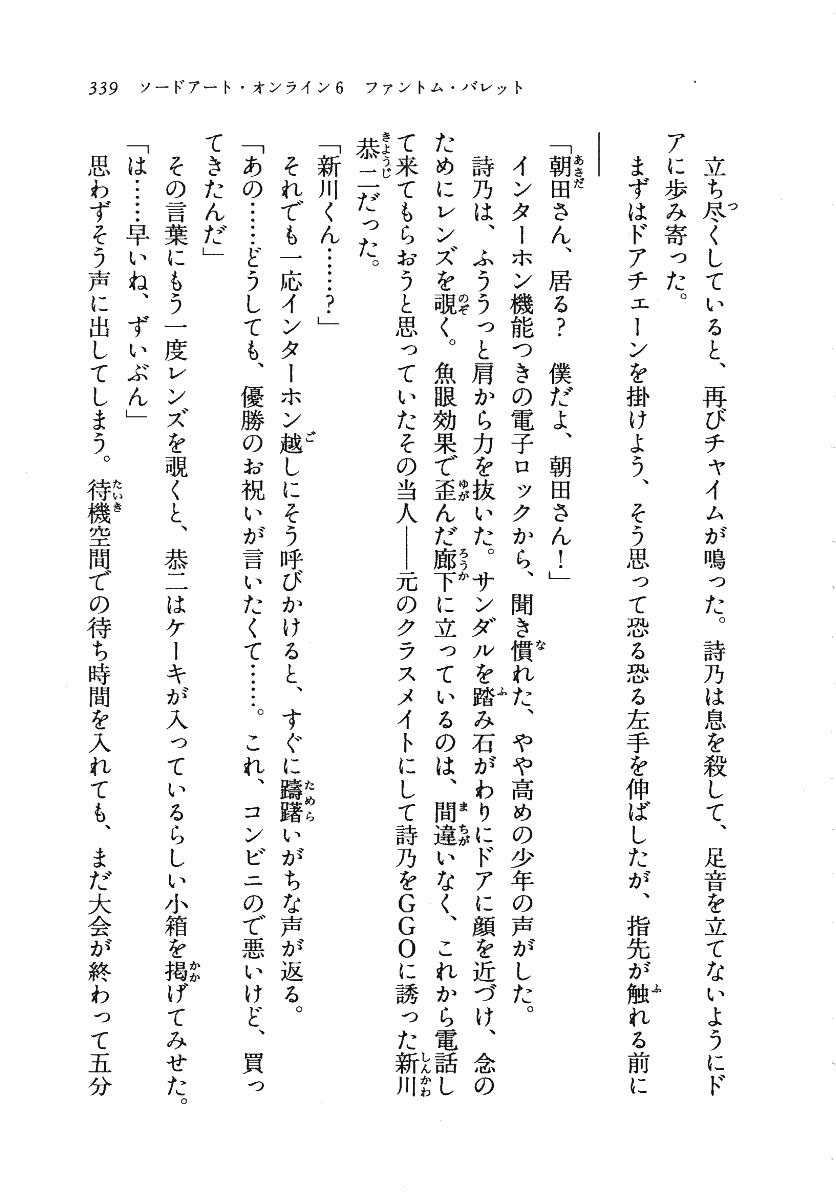 339　ソードアート・オンライン6　ファントム・バレット
　立ち尽くしていると、再びチャイムが鳴った。詩乃は息を殺して、足音を立てないようにド
アに歩み寄った。
　まずはドアチェーンを掛けよう、そう思って恐る恐る左手を伸ばしたが、指先が触れる前に
――
「朝田さん、居る？　僕だよ、朝田さん！」
　インターホン機能つきの電子ロックから、聞き慣れた、やや高めの少年の声がした。
　詩乃は、ふううっと肩から力を抜いた。サンダルを踏み石がわりにドアに顔を近づけ、念の
ためにレンズを覗く。魚眼効果で歪んだ廊下に立っているのは、間違いなく、これから電話し
て来てもらおうと思っていたその当人――元のクラスメイトにして詩乃をGGOに誘った新川
恭二だった。
「新川くん……？」
　それでも一応インターホン越しにそう呼びかけると、すぐに躊躇いがちな声が返る。
「あの……どうしても、優勝のお祝いが言いたくて……。これ、コンビニので悪いけど、買っ
てきたんだ」
　その言葉にもう一度レンズを覗くと、恭二はケーキが入っているらしい小箱を掲げてみせた。
「は……早いね、ずいぶん」
　思わずそう声に出してしまう。待機空間での待ち時間を入れても、まだ大会が終わって五分